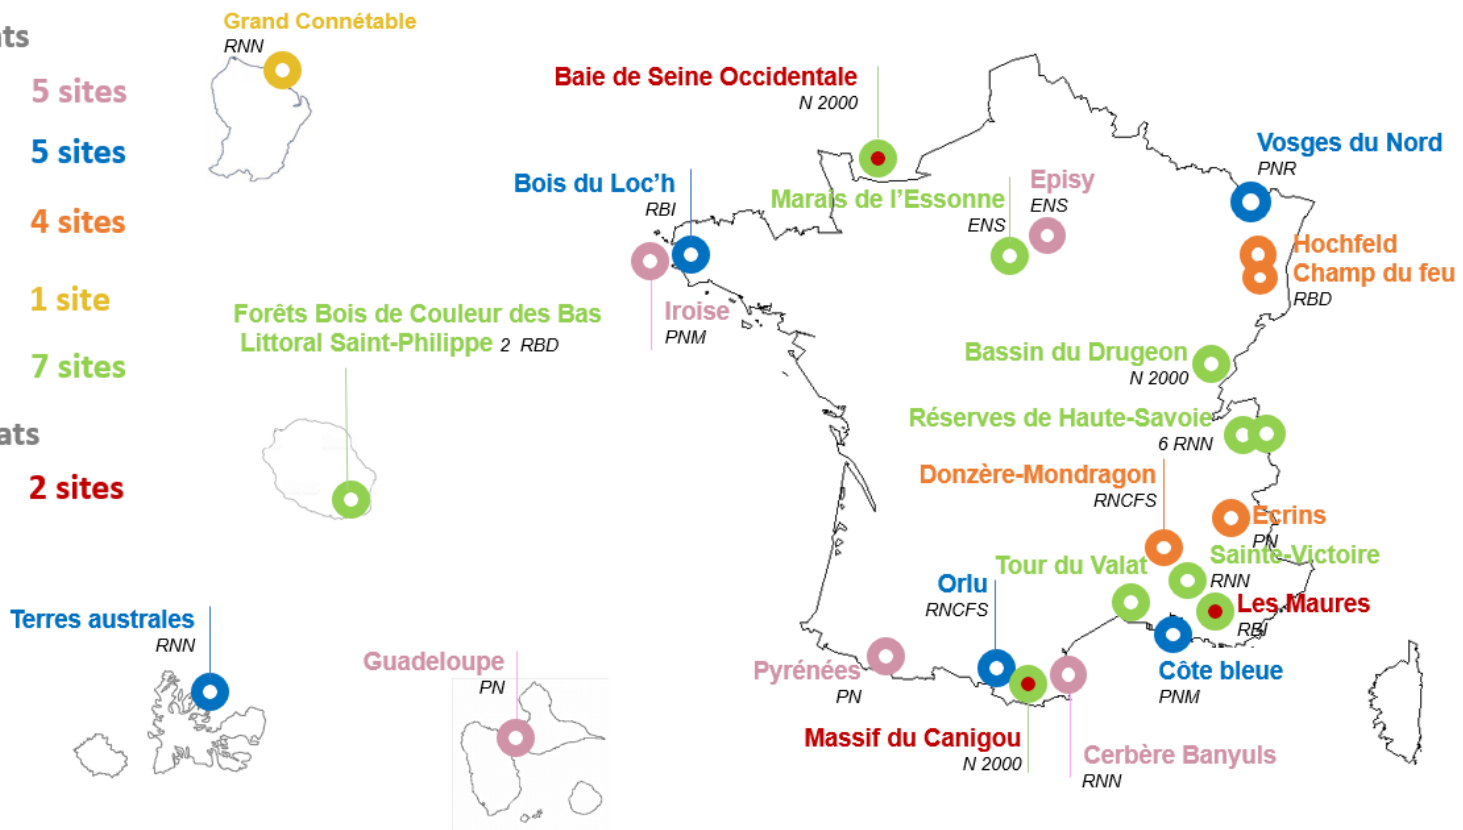 ats
5 sites
5 sites
4 sites
1 site
7 sites
ats
2 sites
Grand Connétable
RNN
Baie de Seine Occidentale
N 2000
Vosges du Nord
PNR
Bois du Loc’h
RBI
Marais de l’Essonne
ENS
Episy
ENS
Hochfeld
Champ du feu
RBD
Iroise
PNM
Forêts Bois de Couleur des Bas
Littoral Saint-Philippe 2 RBD
Bassin du Drugeon
N 2000
Réserves de Haute-Savoie
6 RNN
Donzère-Mondragon
RNCFS
Ecrins
PN
Tour du Valat
Sainte-Victoire
RNN
Orlu
RNCFS
Les Maures
RBI
Terres australes
RNN
Guadeloupe
PN
Pyrénées
PN
Côte bleue
PNM
Massif du Canigou
N 2000
Cerbère Banyuls
RNN